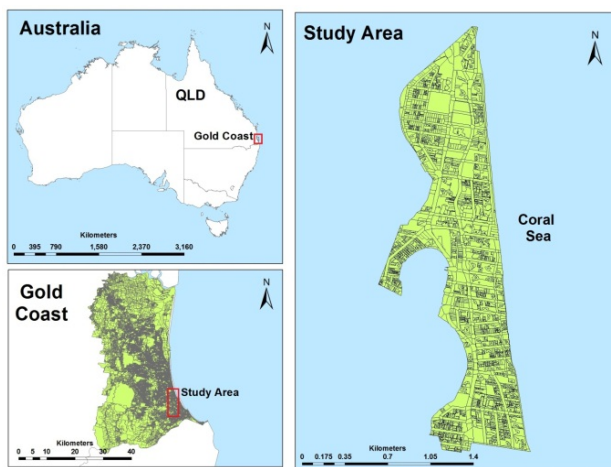 Australia
N
QLD
Gold Coast
Kilometers
0 395 790 1,580 2,370 3,160
Gold
Coast
N
Study Area
Kilometers
0 5 10 20 30 40
Study Area
N
Coral
Sea
Kilometers
0 0.175 0.35 0.7 1.05 1.4